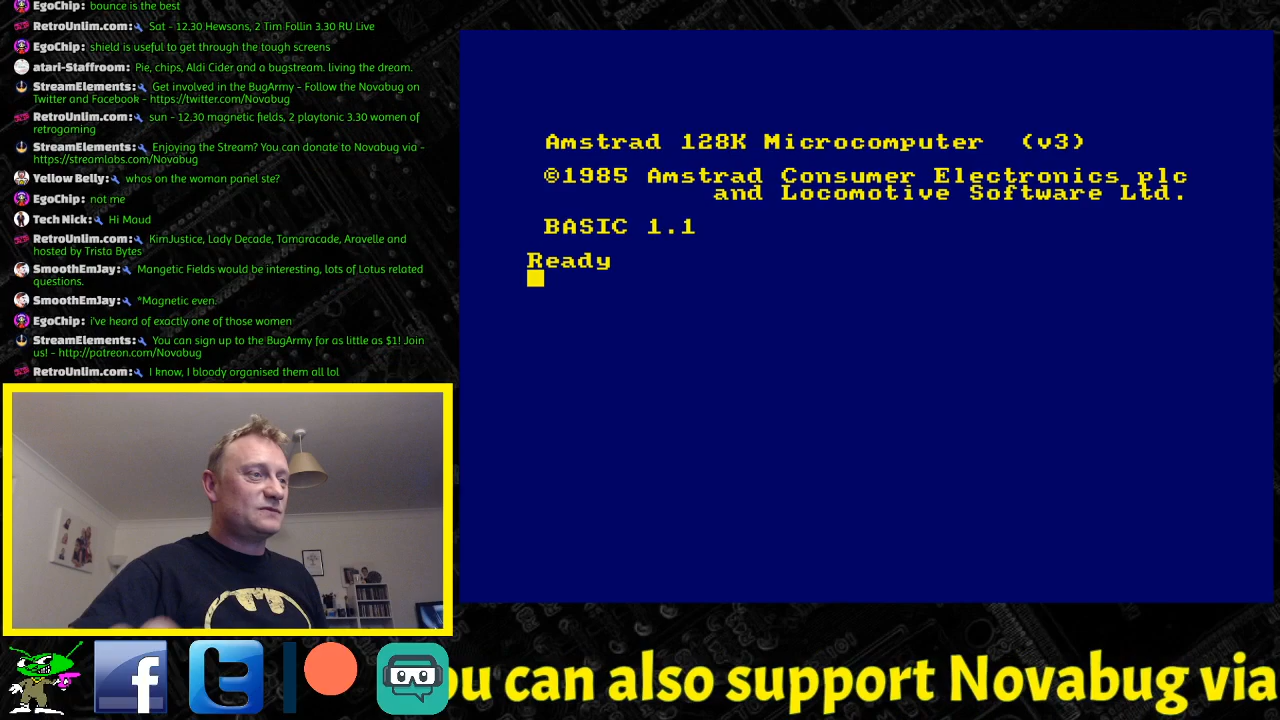 EgoChip: bounce is the best
RetroUnlim.com: Sat - 12.30 Hewsons, 2 Tim Follin 3.30 RU Live
EgoChip: shield is useful to get through the tough screens
atari-Staffroom: Pie, chips, Aldi Cider and a bugstream. living the dream.
StreamElements: Get involved in the BugArmy - Follow the Novabug on
Twitter and Facebook - https://twitter.com/Novabug
RetroUnlim.com: sun - 12.30 magnetic fields, 2 playtonic 3.30 women of
retrogaming
StreamElements: Enjoying the Stream? You can donate to Novabug via -
https://streamlabs.com/Novabug
Yellow Belly: whos on the woman panel ste?
EgoChip: not me
Tech Nick: Hi Maud
RetroUnlim.com: KimJustice, Lady Decade, Tamaracade, Aravelle and
hosted by Trista Bytes
SmoothEmJay: Mangetic Fields would be interesting, lots of Lotus related
questions.
SmoothEmJay: *Magnetic even.
EgoChip: i've heard of exactly one of those women
StreamElements: You can sign up to the BugArmy for as little as $1! Join
us! - http://patreon.com/Novabug
RetroUnlim.com: I know, I bloody organised them all lol
Amstrad 128K Microcomputer (v3)
©1985 Amstrad Consumer Electronics plc
and Locomotive Software Ltd.
BASIC 1.1
Ready
ou can also support Novabug via